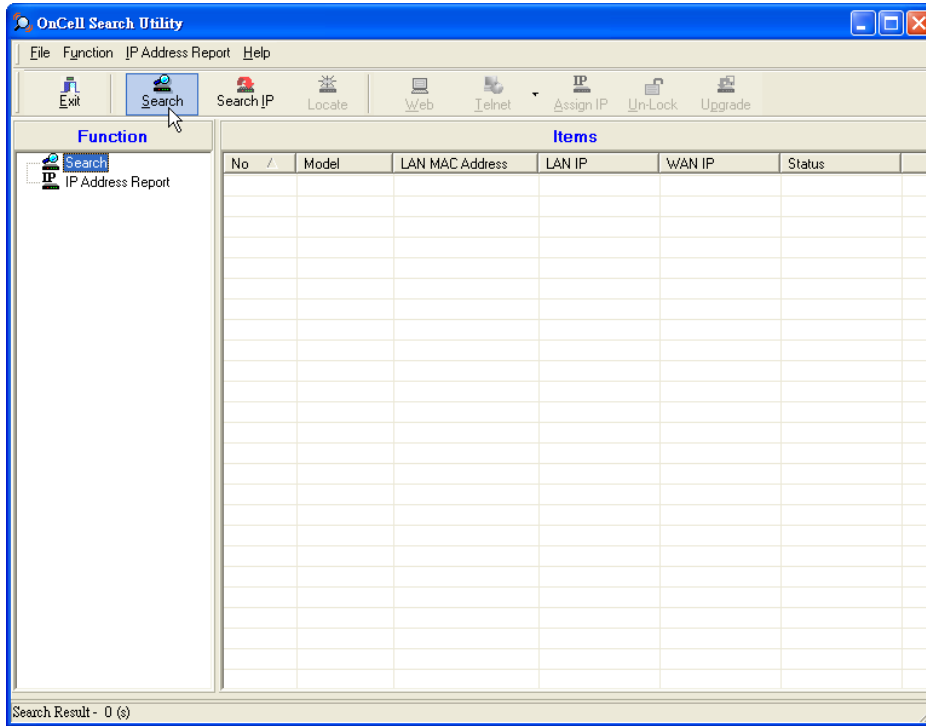 OnCell Search Utility
File Function IP Address Report Help
Exit Search Search IP Locate Web Telnet Assign IP Un-Lock Upgrade
Function Items
Search
IP Address Report
No Model LAN MAC Address LAN IP WAN IP Status
Search Result - 0 (s)